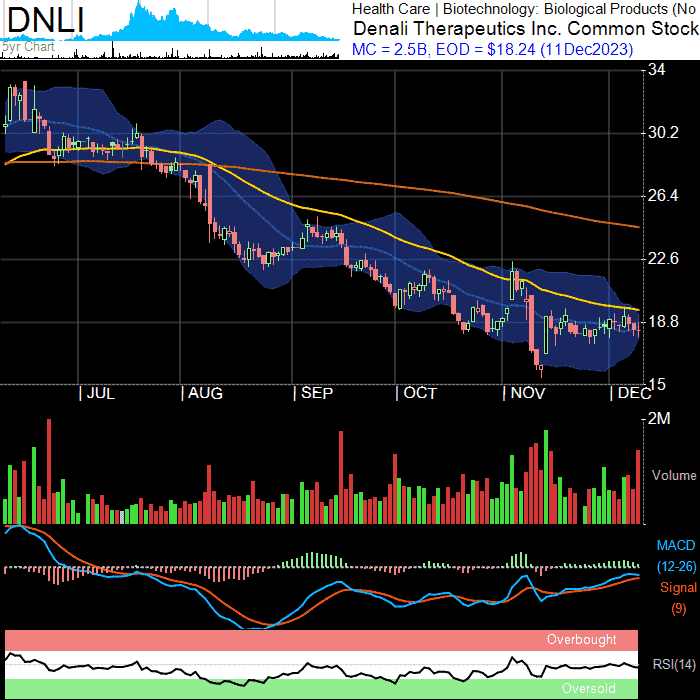 DNLI
5yr Chart
Health Care | Biotechnology: Biological Products (No
Denali Therapeutics Inc. Common Stock
MC = 2.5B, EOD = $18.24 (11Dec2023)
34
30.2
26.4
22.6
18.8
15
| JUL | AUG | SEP | OCT | NOV | DEC
2M
Volume
MACD
(12-26)
Signal
(9)
Overbought
RSI(14)
Oversold